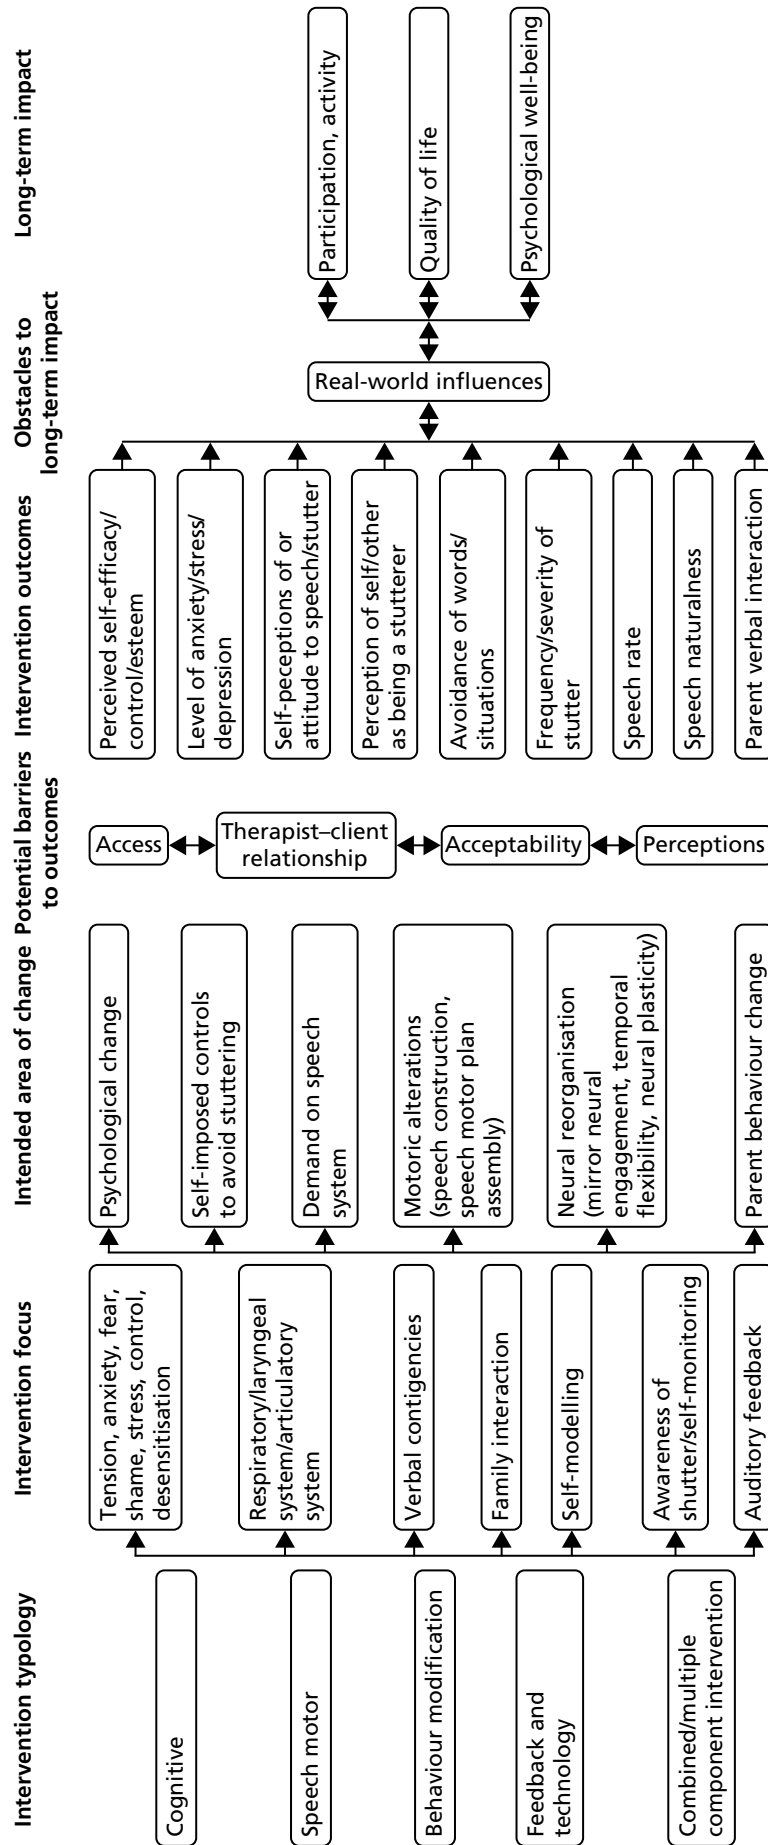 Intervention typology
Cognitive
Speech motor
Behaviour modification
Feedback and
technology
Combined/multiple
component intervention
Intervention focus
Tension, anxiety, fear,
shame, stress, control,
desensitisation
Respiratory/laryngeal
system/articulatory
system
Verbal contigencies
Family interaction
Self-modelling
Awareness of
shutter/self-monitoring
Auditory feedback
Intended area of change
Psychological change
Self-imposed controls
to avoid stuttering
Demand on speech
system
Motoric alterations
(speech construction,
speech motor plan
assembly)
Neural reorganisation
(mirror neural
engagement, temporal
flexibility, neural plasticity)
Parent behaviour change
Potential barriers
to outcomes
Access
Therapist–client
relationship
Acceptability
Perceptions
Intervention outcomes
Perceived self-efficacy/
control/esteem
Level of anxiety/stress/
depression
Self-peceptions of or
attitude to speech/stutter
Perception of self/other
as being a stutterer
Avoidance of words/
situations
Frequency/severity of
stutter
Speech rate
Speech naturalness
Parent verbal interaction
Obstacles to
long-term impact
Real-world influences
Long-term impact
Participation, activity
Quality of life
Psychological well-being